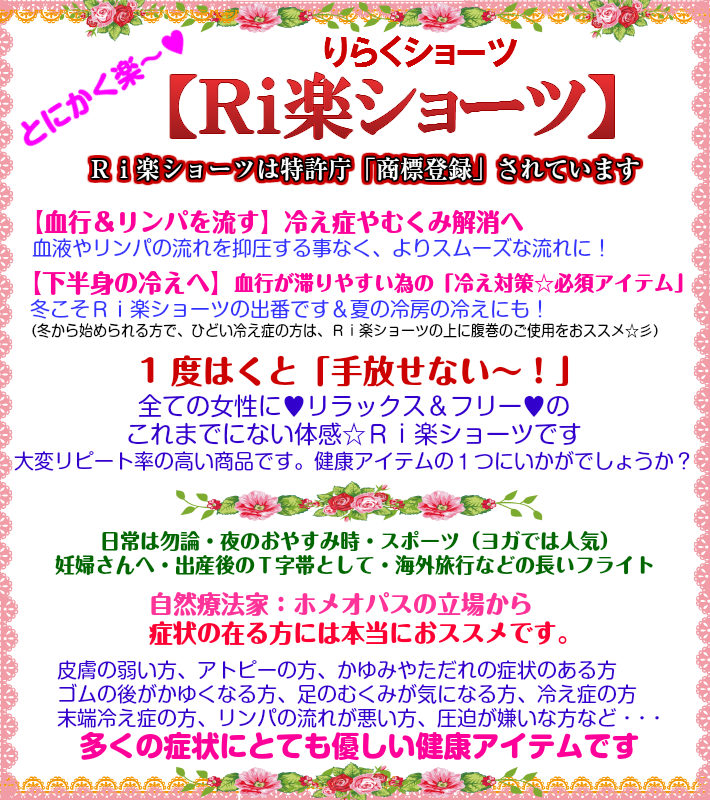 とにかく楽～♥
りらくショーツ
【Ri楽ショーツ】
Ｒｉ楽ショーツは特許庁「商標登録」されています
【血行＆リンパを流す】冷え症やむくみ解消へ
血液やリンパの流れを抑圧する事なく、よりスムーズな流れに！
【下半身の冷えへ】血行が滞りやすい為の「冷え対策☆必須アイテム」
冬こそＲｉ楽ショーツの出番です＆夏の冷房の冷えにも！
（冬から始められる方で、ひどい冷え症の方は、Ｒｉ楽ショーツの上に腹巻のご使用をおススメ☆彡）
１度はくと「手放せない～！」
全ての女性に♥リラックス＆フリー♥の
これまでにない体感☆Ｒｉ楽ショーツです
大変リピート率の高い商品です。健康アイテムの１つにいかがでしょうか？
日常は勿論・夜のおやすみ時・スポーツ（ヨガでは人気）
妊婦さんへ・出産後のＴ字帯として・海外旅行などの長いフライト
自然療法家：ホメオパスの立場から
症状の在る方には本当におススメです。
皮膚の弱い方、アトピーの方、かゆみやただれの症状のある方
ゴムの後がかゆくなる方、足のむくみが気になる方、冷え症の方
末端冷え症の方、リンパの流れが悪い方、圧迫が嫌いな方など・・・
多くの症状にとても優しい健康アイテムです